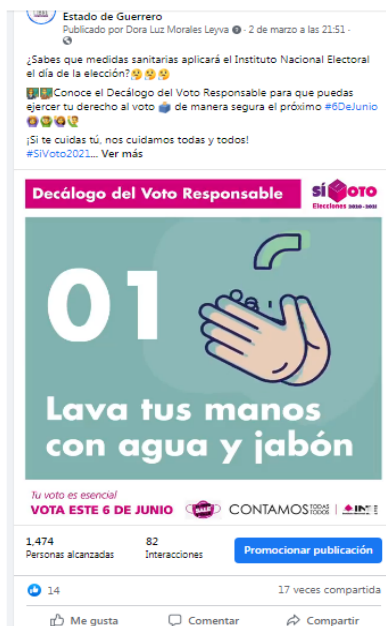 Estado de Guerrero
Publicado por Dora Luz Morales Leyva · 2 de marzo a las 21:51 ·
¿Sabes que medidas sanitarias aplicará el Instituto Nacional Electoral
el día de la elección?
Conoce el Decálogo del Voto Responsable para que puedas
ejercer tu derecho al voto de manera segura el próximo #6DeJunio
¡Si te cuidas tú, nos cuidamos todas y todos!
#SíVoto2021... Ver más
Decálogo del Voto Responsable
SÍ VOTO
Elecciones 2020 - 2021
01
Lava tus manos
con agua y jabón
Tu voto es esencial
VOTA ESTE 6 DE JUNIO
CONTAMOS TODAS TODOS | INE
1,474
Personas alcanzadas
82
Interacciones
Promocionar publicación
14
17 veces compartida
Me gusta
Comentar
Compartir